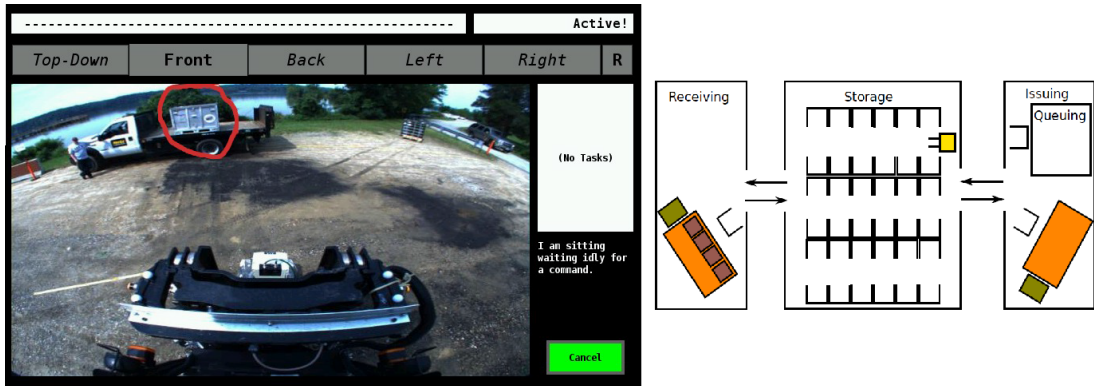 Active!
Top-Down Front Back Left Right R
(No Tasks)
I am sitting
waiting idly for
a command.
Cancel
Receiving
Storage
Issuing
Queuing